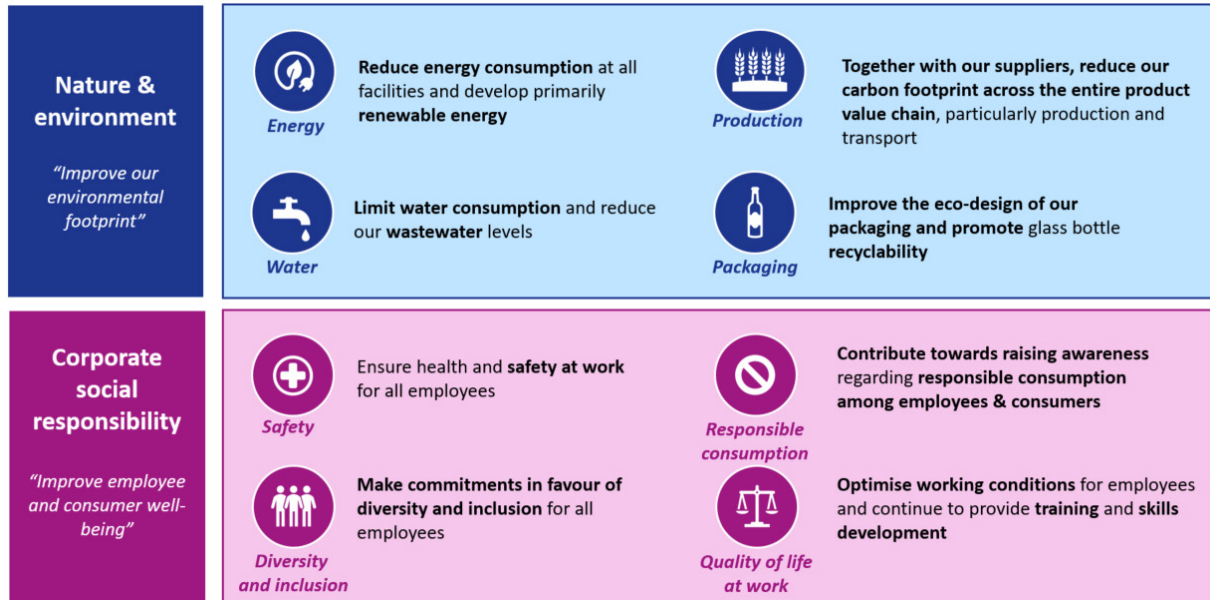 Nature &
environment
“Improve our
environmental
footprint”
Energy
Reduce energy consumption at all
facilities and develop primarily
renewable energy
Production
Together with our suppliers, reduce our
carbon footprint across the entire product
value chain, particularly production and
transport
Water
Limit water consumption and reduce
our wastewater levels
Packaging
Improve the eco-design of our
packaging and promote glass bottle
recyclability
Corporate
social
responsibility
“Improve employee
and consumer well-
being”
Safety
Ensure health and safety at work
for all employees
Responsible
consumption
Contribute towards raising awareness
regarding responsible consumption
among employees & consumers
Diversity
and inclusion
Make commitments in favour of
diversity and inclusion for all
employees
Quality of life
at work
Optimise working conditions for employees
and continue to provide training and skills
development